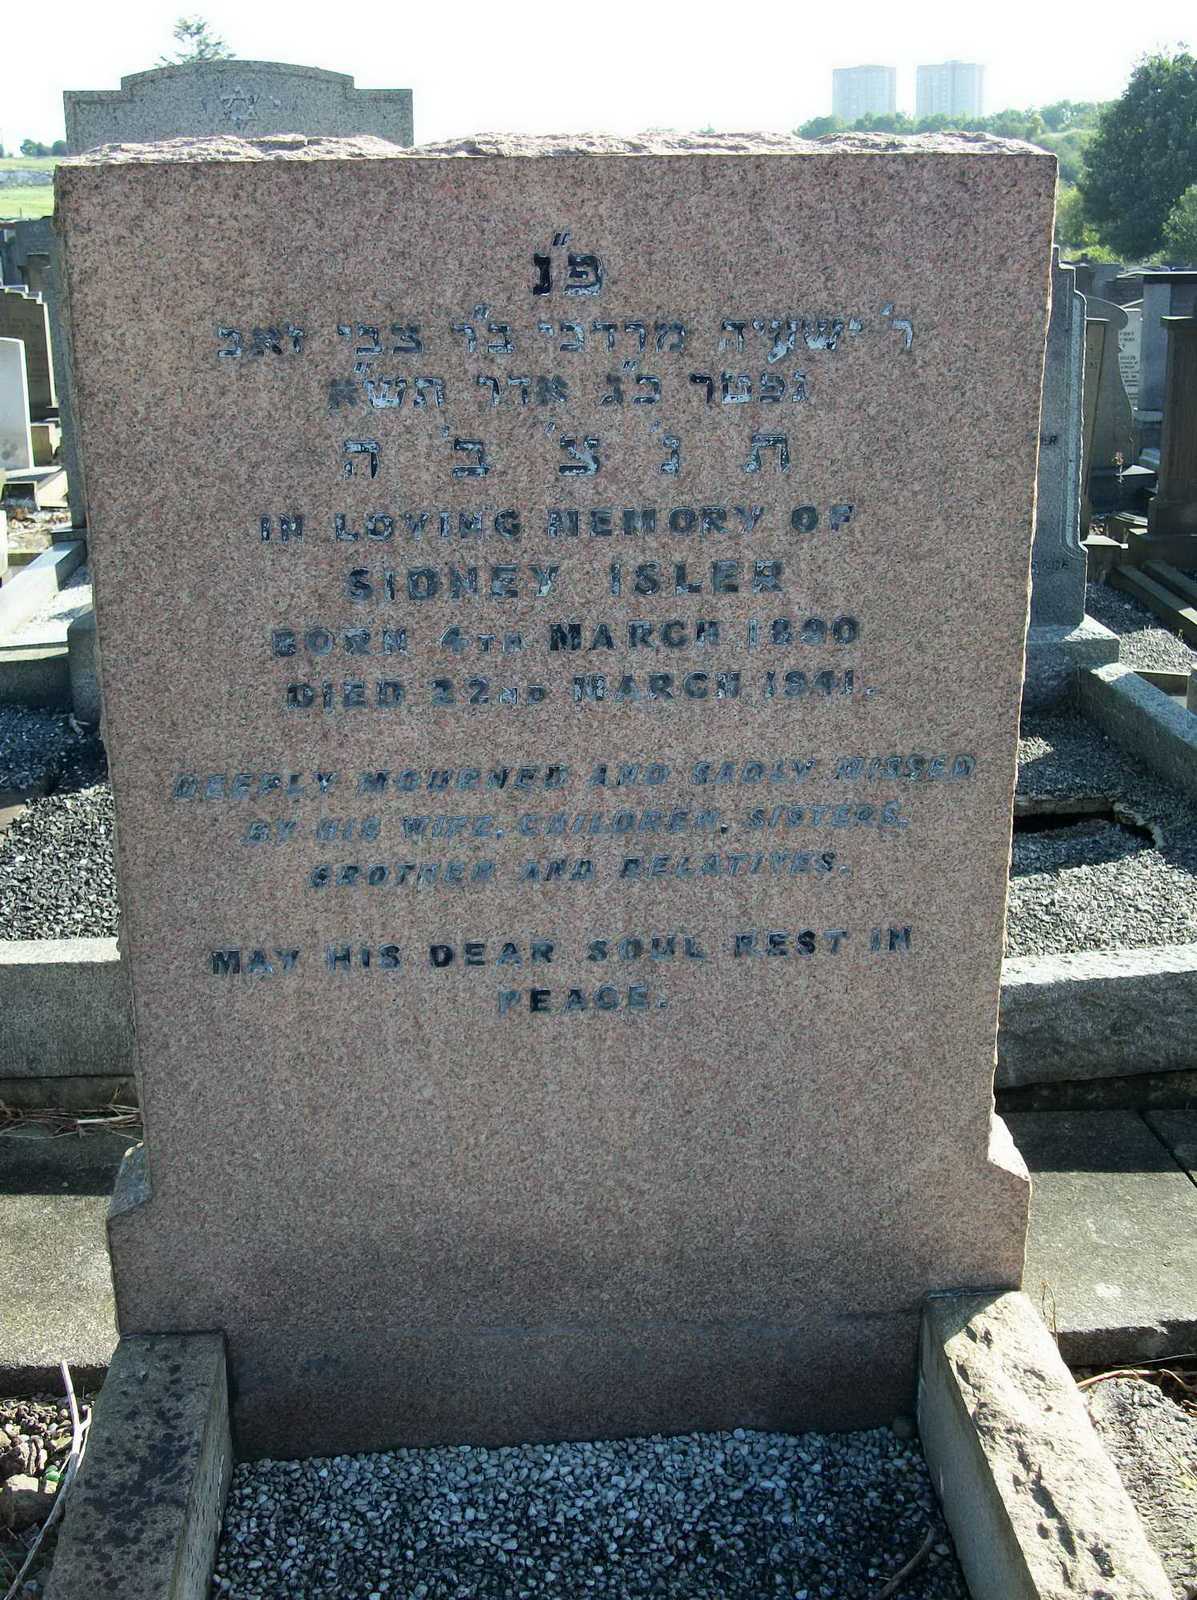 פ״נ
ר׳ ישעיה מרדכי ב״ר צבי זאב
נפטר כ״ג אדר תש״א
ת׳ נ׳ צ׳ ב׳ ה
IN LOVING MEMORY OF
SIDNEY ISLER
BORN 4TH MARCH 1890
DIED 22ND MARCH 1941.
DEEPLY MOURNED AND SADLY MISSED
BY HIS WIFE, CHILDREN, SISTERS,
BROTHER AND RELATIVES.
MAY HIS DEAR SOUL REST IN
PEACE.